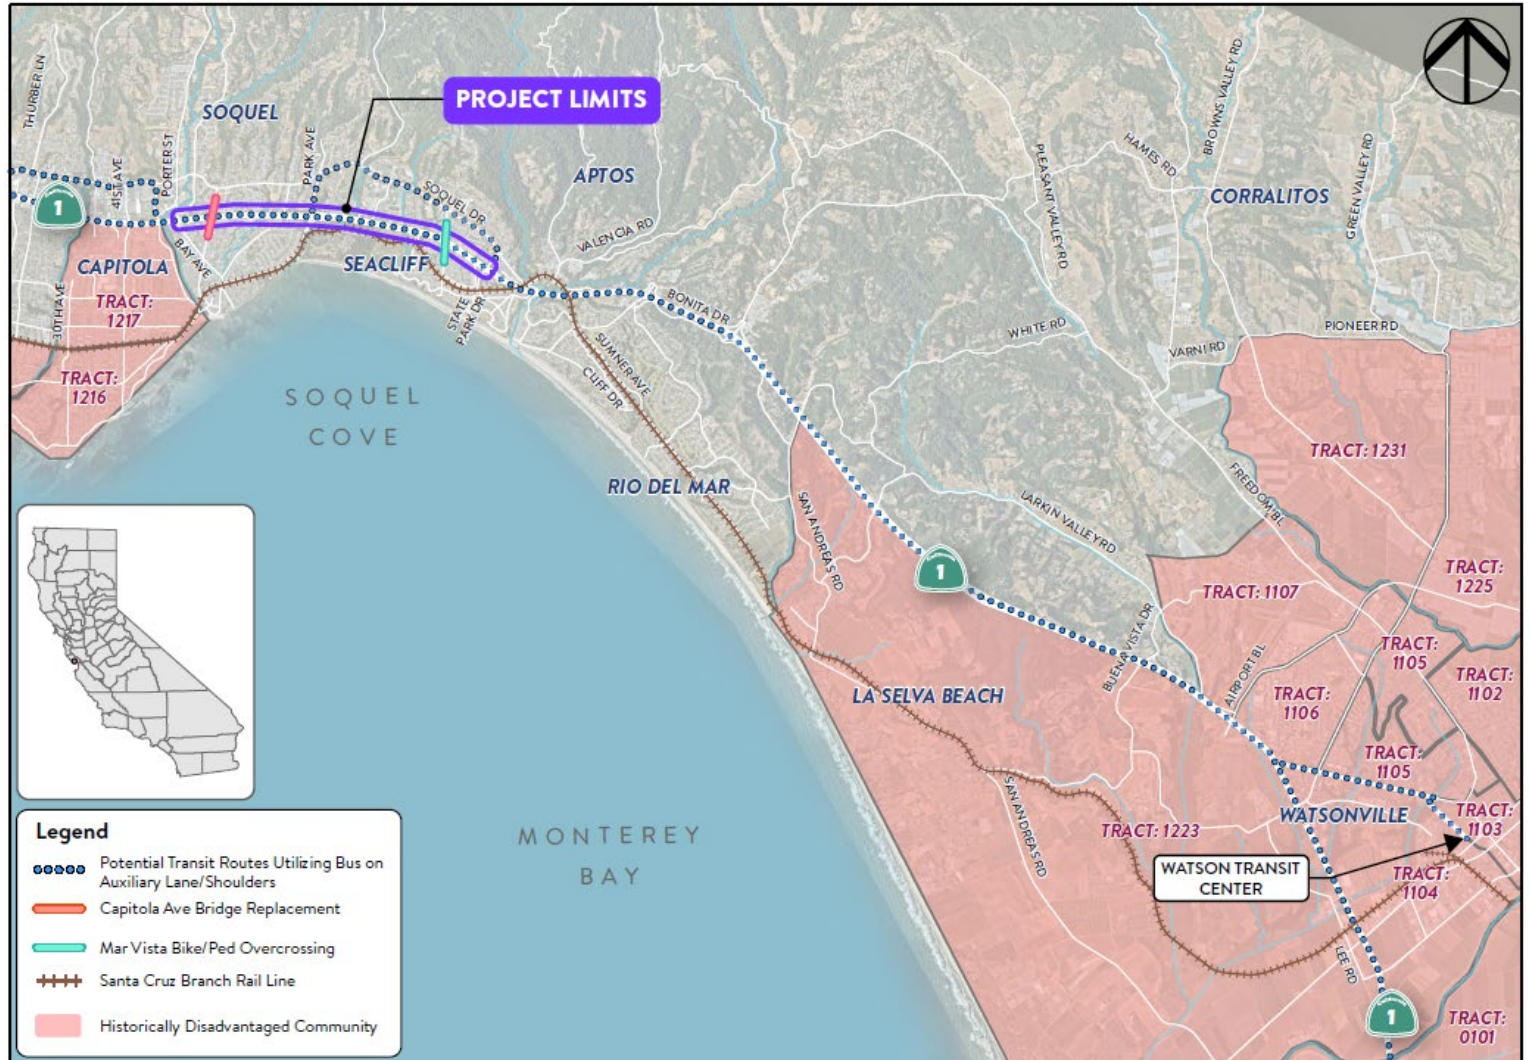 THURBER LN
SOQUEL
PROJECT LIMITS
41ST AVE
PORTER ST
PARK AVE
SOQUEL DR
APTOS
VALENCIA RD
PLEASANT VALLEY RD
HAMES RD
BROWNS VALLEY RD
CORRALITOS
GREEN VALLEY RD
1
CAPITOLA
BAY AVE
SEACLIFF
TRACT:
1217
30TH AVE
STATE
PARK DR
BONITA DR
WHITE RD
VARNI RD
PIONEER RD
TRACT:
1216
SOQUEL
COVE
SUMNER AVE
CLIFF DR
RIO DEL MAR
SAN ANDREAS RD
LARKIN VALLEY RD
FREEDOM BL
TRACT: 1231
1
TRACT: 1107
TRACT:
1225
BUENA VISTA DR
AIRPORT BL
TRACT:
1105
TRACT:
1102
LA SELVA BEACH
TRACT:
1106
TRACT:
1105
WATSONVILLE
TRACT:
1103
SAN ANDREAS RD
TRACT: 1223
WATSON TRANSIT
CENTER
TRACT:
1104
MONTEREY
BAY
LEE RD
1
TRACT:
0101
Legend
Potential Transit Routes Utilizing Bus on
Auxiliary Lane/Shoulders
Capitola Ave Bridge Replacement
Mar Vista Bike/Ped Overcrossing
Santa Cruz Branch Rail Line
Historically Disadvantaged Community